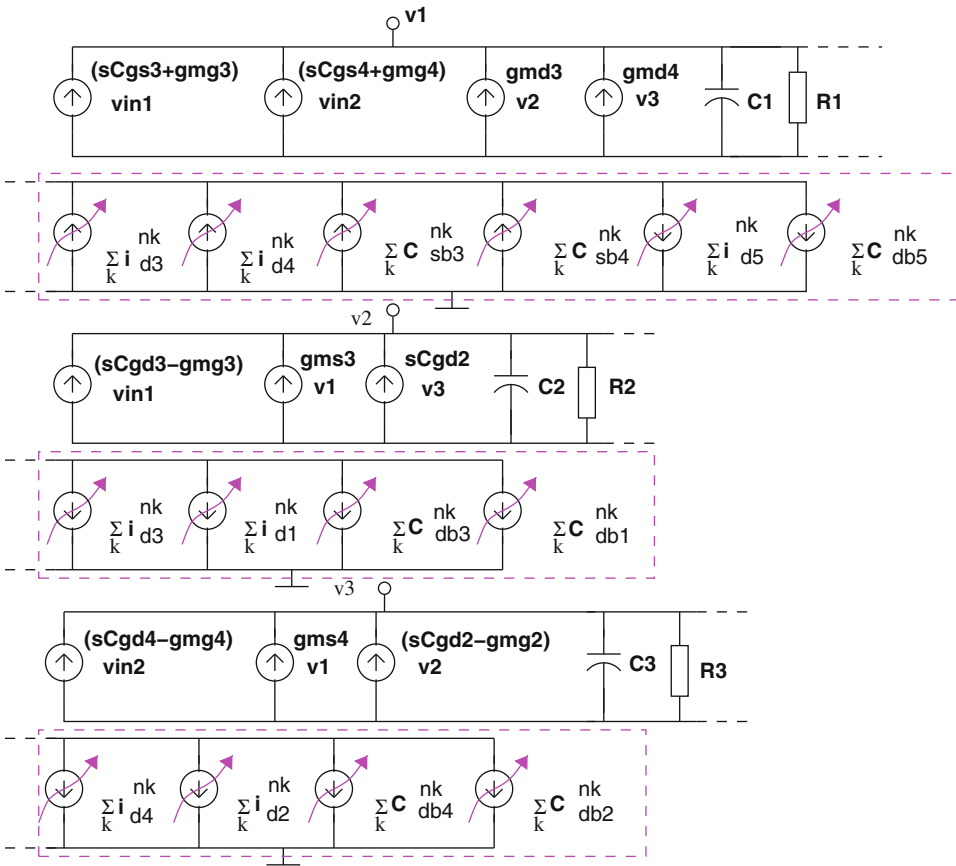 v1
(sCgs3+gmg3) vin1
(sCgs4+gmg4) vin2
gmd3 v2
gmd4 v3
C1
R1
Σ k i nk d3
Σ k i nk d4
Σ k C nk sb3
Σ k C nk sb4
Σ k i nk d5
Σ k C nk db5
v2
(sCgd3−gmg3) vin1
gms3 v1
sCgd2 v3
C2
R2
Σ k i nk d3
Σ k i nk d1
Σ k C nk db3
Σ k C nk db1
v3
(sCgd4−gmg4) vin2
gms4 v1
(sCgd2−gmg2) v2
C3
R3
Σ k i nk d4
Σ k i nk d2
Σ k C nk db4
Σ k C nk db2